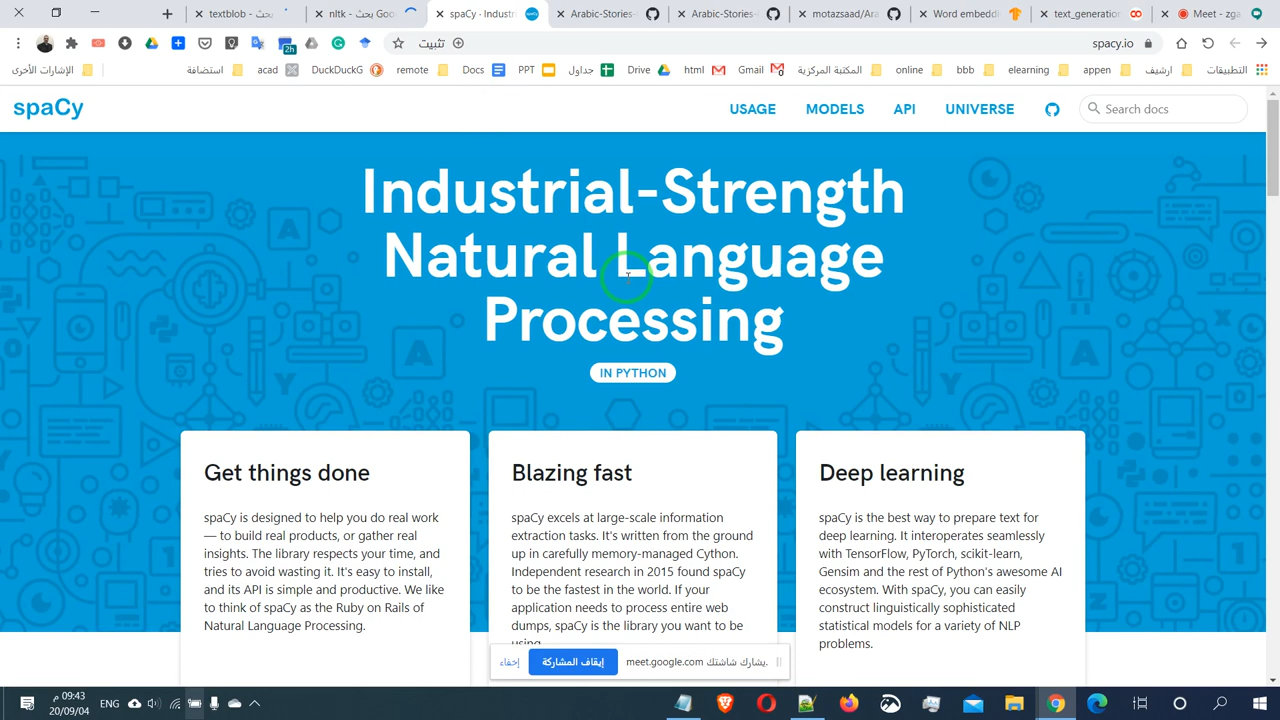 textblob - بحث
nltk - بحث Goo
spaCy - Industri
Arabic-Stories-
Arabic-Stories-
motazsaad/Ara
Word embeddi
text_generatio
Meet - zg
2h
تثبيت
spacy.io
الإشارات الأخرى
استضافة
acad
DuckDuckG
remote
Docs
PPT
جداول
Drive
html
Gmail
المكتبة المركزية
online
bbb
elearning
appen
ارشيف
التطبيقات
spaCy
USAGE
MODELS
API
UNIVERSE
Search docs
Industrial-Strength
Natural Language
Processing
IN PYTHON
Get things done
spaCy is designed to help you do real work
— to build real products, or gather real
insights. The library respects your time, and
tries to avoid wasting it. It's easy to install,
and its API is simple and productive. We like
to think of spaCy as the Ruby on Rails of
Natural Language Processing.
Blazing fast
spaCy excels at large-scale information
extraction tasks. It's written from the ground
up in carefully memory-managed Cython.
Independent research in 2015 found spaCy
to be the fastest in the world. If your
application needs to process entire web
dumps, spaCy is the library you want to be
using.
Deep learning
spaCy is the best way to prepare text for
deep learning. It interoperates seamlessly
with TensorFlow, PyTorch, scikit-learn,
Gensim and the rest of Python's awesome AI
ecosystem. With spaCy, you can easily
construct linguistically sophisticated
statistical models for a variety of NLP
problems.
إخفاء
إيقاف المشاركة
يشارك شاشتك meet.google.com.
09:43 م
20/09/04
ENG